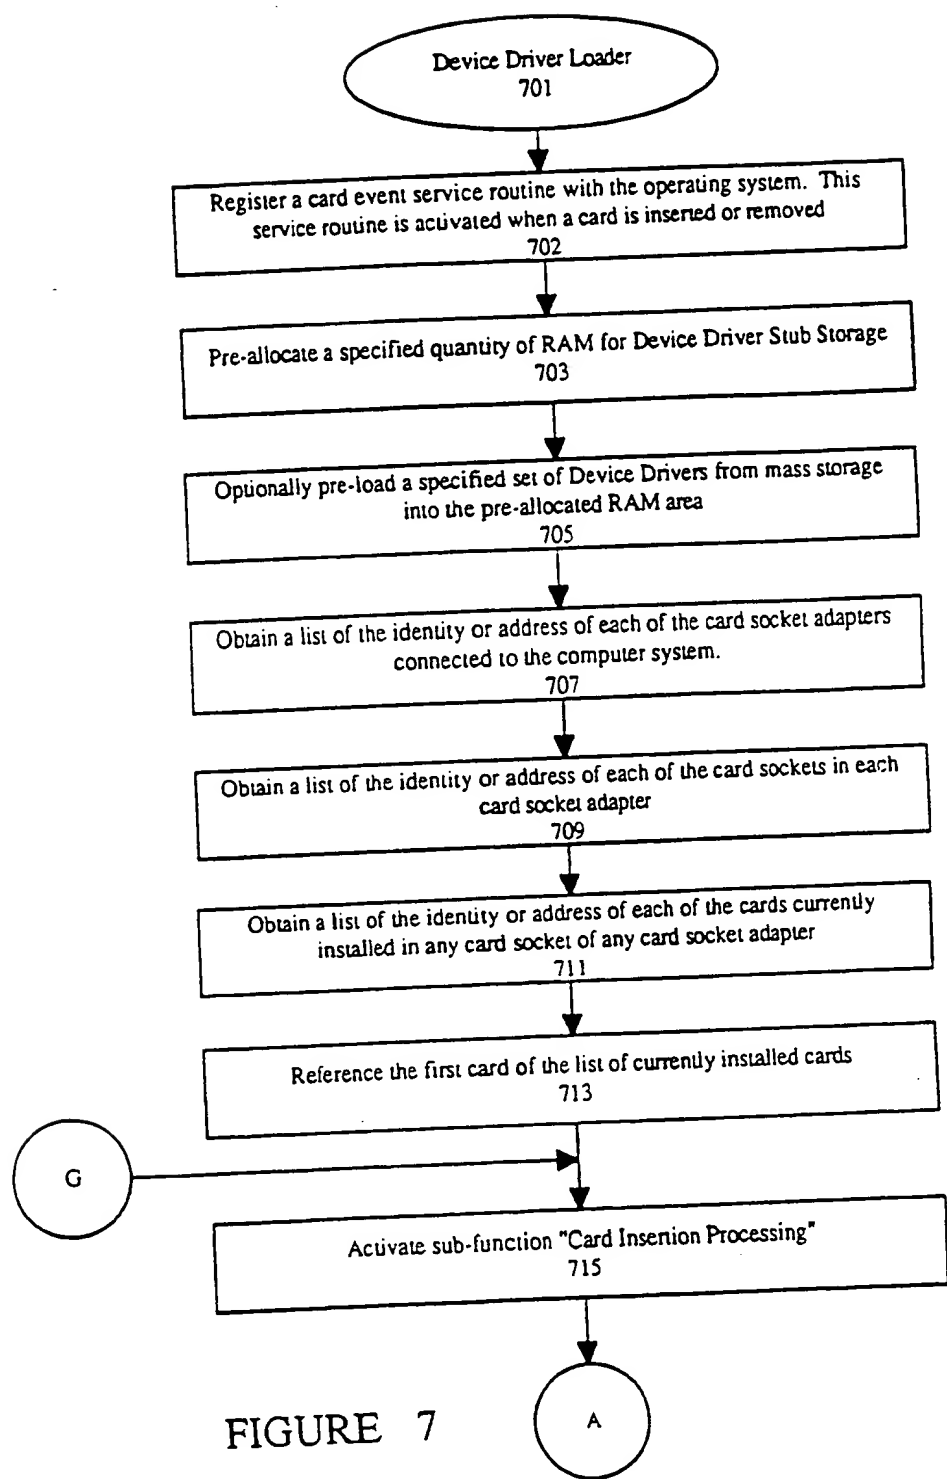 Device Driver Loader
701
Register a card event service routine with the operating system. This
service routine is activated when a card is inserted or removed
702
Pre-allocate a specified quantity of RAM for Device Driver Stub Storage
703
Optionally pre-load a specified set of Device Drivers from mass storage
into the pre-allocated RAM area
705
Obtain a list of the identity or address of each of the card socket adapters
connected to the computer system.
707
Obtain a list of the identity or address of each of the card sockets in each
card socket adapter
709
Obtain a list of the identity or address of each of the cards currently
installed in any card socket of any card socket adapter
711
Reference the first card of the list of currently installed cards
713
G
Activate sub-function "Card Insertion Processing"
715
A
FIGURE 7